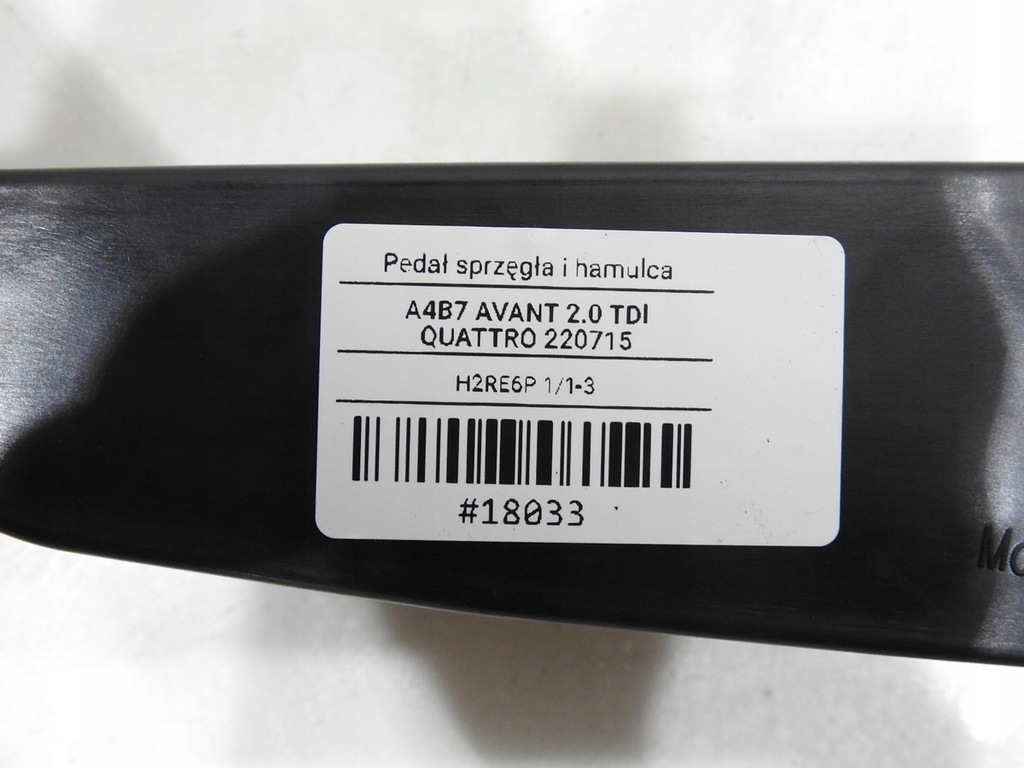 Pedał sprzęgła i hamulca
A4B7 AVANT 2.0 TDI
QUATTRO 220715
H2RE6P 1/1-3
#18033